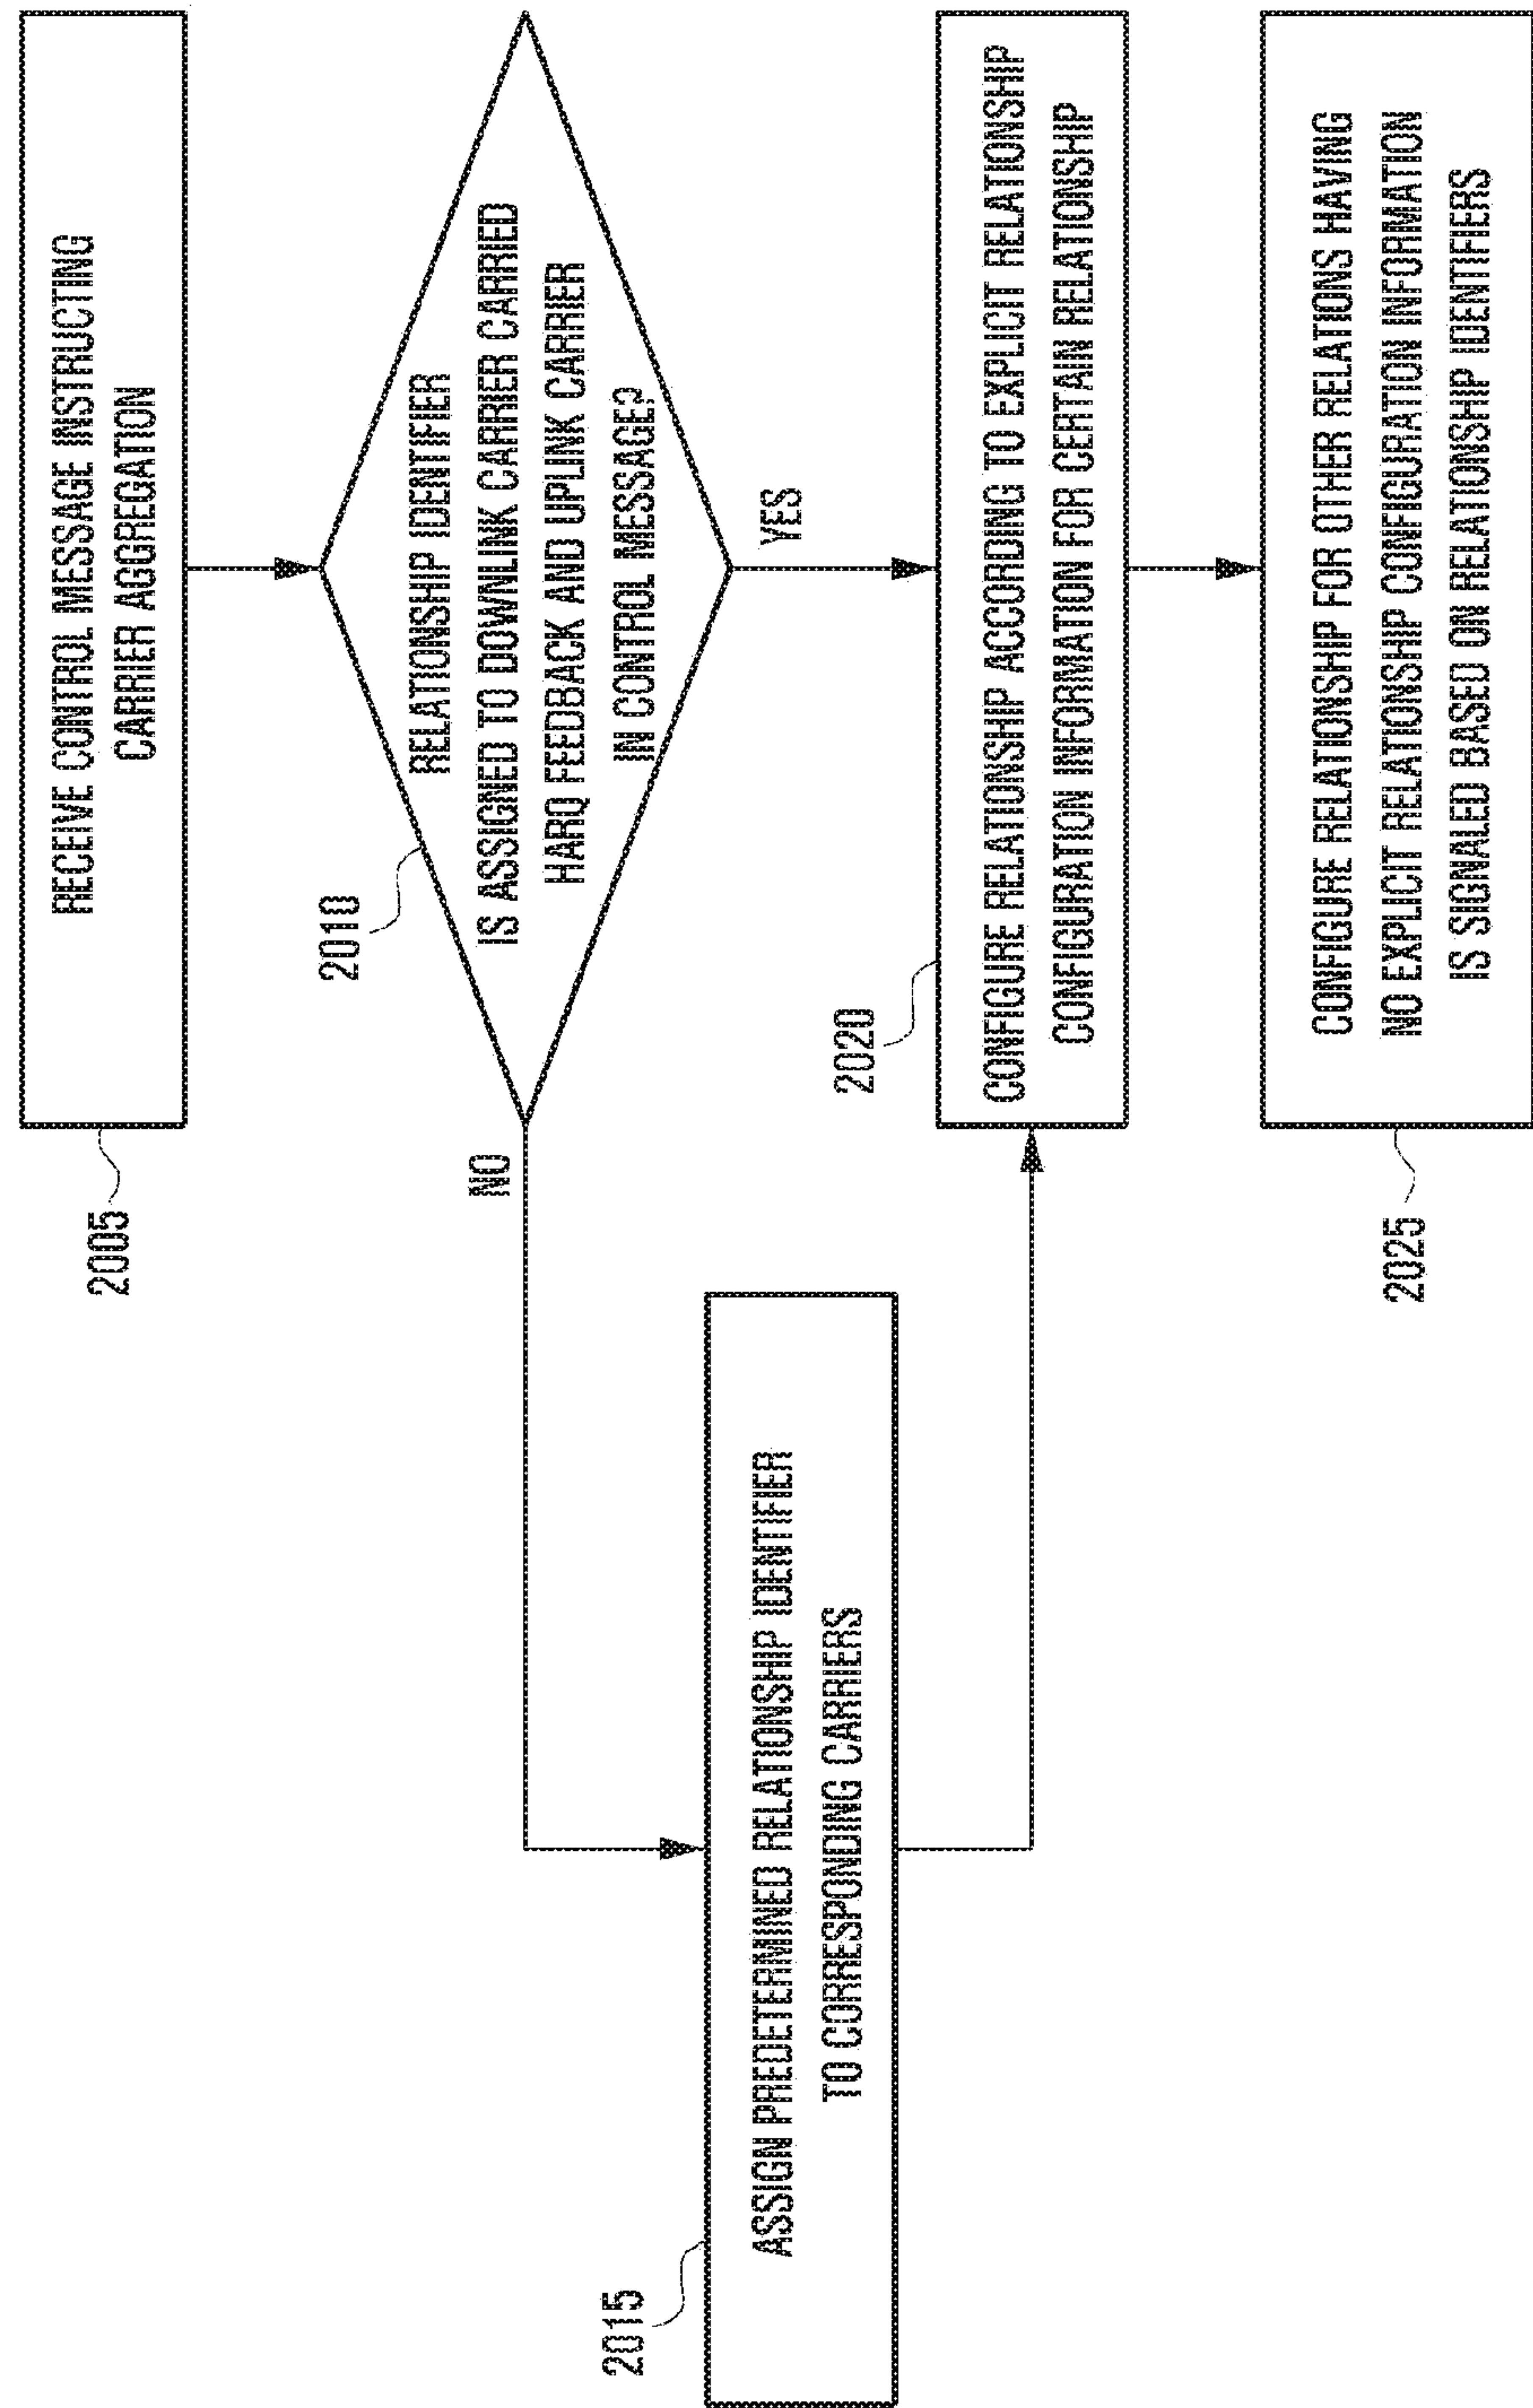 2005
RECEIVE CONTROL MESSAGE INSTRUCTING
CARRIER AGGREGATION
2010
RELATIONSHIP IDENTIFIER
IS ASSIGNED TO DOWNLINK CARRIER CARRIED
HARQ FEEDBACK AND UPLINK CARRIER
IN CONTROL MESSAGE?
NO
YES
2015
ASSIGN PREDETERMINED RELATIONSHIP IDENTIFIER
TO CORRESPONDING CARRIERS
2020
CONFIGURE RELATIONSHIP ACCORDING TO EXPLICIT RELATIONSHIP
CONFIGURATION INFORMATION FOR CERTAIN RELATIONSHIP
2025
CONFIGURE RELATIONSHIP FOR OTHER RELATIONS HAVING
NO EXPLICIT RELATIONSHIP CONFIGURATION INFORMATION
IS SIGNALED BASED ON RELATIONSHIP IDENTIFIERS